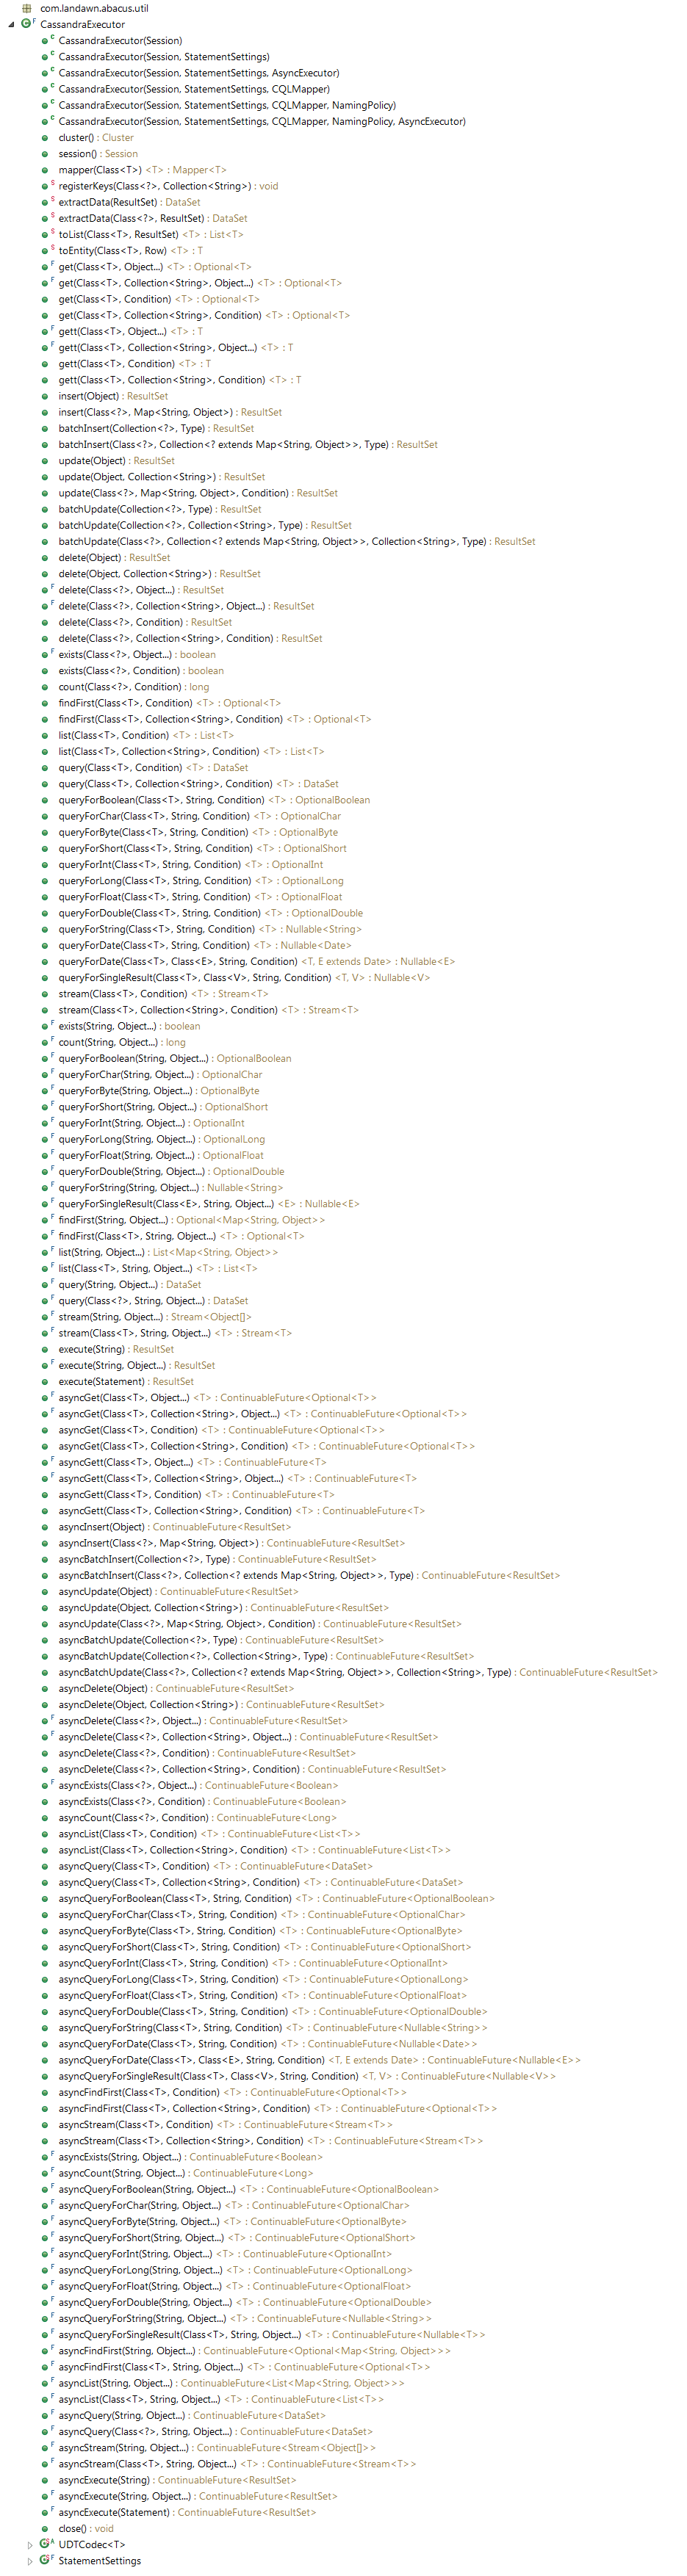 com.landawn.abacus.util
CassandraExecutor
CassandraExecutor(Session)
CassandraExecutor(Session, StatementSettings)
CassandraExecutor(Session, StatementSettings, AsyncExecutor)
CassandraExecutor(Session, StatementSettings, CQLMapper)
CassandraExecutor(Session, StatementSettings, CQLMapper, NamingPolicy)
CassandraExecutor(Session, StatementSettings, CQLMapper, NamingPolicy, AsyncExecutor)
cluster() : Cluster
session() : Session
mapper(Class<T>) <T> : Mapper<T>
registerKeys(Class<?>, Collection<String>) : void
extractData(ResultSet) : DataSet
extractData(Class<?>, ResultSet) : DataSet
toList(Class<T>, ResultSet) <T> : List<T>
toEntity(Class<T>, Row) <T> : T
get(Class<T>, Object...) <T> : Optional<T>
get(Class<T>, Collection<String>, Object...) <T> : Optional<T>
get(Class<T>, Condition) <T> : Optional<T>
get(Class<T>, Collection<String>, Condition) <T> : Optional<T>
gett(Class<T>, Object...) <T> : T
gett(Class<T>, Collection<String>, Object...) <T> : T
gett(Class<T>, Condition) <T> : T
gett(Class<T>, Collection<String>, Condition) <T> : T
insert(Object) : ResultSet
insert(Class<?>, Map<String, Object>) : ResultSet
batchInsert(Collection<?>, Type) : ResultSet
batchInsert(Class<?>, Collection<? extends Map<String, Object>>, Type) : ResultSet
update(Object) : ResultSet
update(Object, Collection<String>) : ResultSet
update(Class<?>, Map<String, Object>, Condition) : ResultSet
batchUpdate(Collection<?>, Type) : ResultSet
batchUpdate(Collection<?>, Collection<String>, Type) : ResultSet
batchUpdate(Class<?>, Collection<? extends Map<String, Object>>, Collection<String>, Type) : ResultSet
delete(Object) : ResultSet
delete(Object, Collection<String>) : ResultSet
delete(Class<?>, Object...) : ResultSet
delete(Class<?>, Collection<String>, Object...) : ResultSet
delete(Class<?>, Condition) : ResultSet
delete(Class<?>, Collection<String>, Condition) : ResultSet
exists(Class<?>, Object...) : boolean
exists(Class<?>, Condition) : boolean
count(Class<?>, Condition) : long
findFirst(Class<T>, Condition) <T> : Optional<T>
findFirst(Class<T>, Collection<String>, Condition) <T> : Optional<T>
list(Class<T>, Condition) <T> : List<T>
list(Class<T>, Collection<String>, Condition) <T> : List<T>
query(Class<T>, Condition) <T> : DataSet
query(Class<T>, Collection<String>, Condition) <T> : DataSet
queryForBoolean(Class<T>, String, Condition) <T> : OptionalBoolean
queryForChar(Class<T>, String, Condition) <T> : OptionalChar
queryForByte(Class<T>, String, Condition) <T> : OptionalByte
queryForShort(Class<T>, String, Condition) <T> : OptionalShort
queryForInt(Class<T>, String, Condition) <T> : OptionalInt
queryForLong(Class<T>, String, Condition) <T> : OptionalLong
queryForFloat(Class<T>, String, Condition) <T> : OptionalFloat
queryForDouble(Class<T>, String, Condition) <T> : OptionalDouble
queryForString(Class<T>, String, Condition) <T> : Nullable<String>
queryForDate(Class<T>, String, Condition) <T> : Nullable<Date>
queryForDate(Class<T>, Class<E>, String, Condition) <T, E extends Date> : Nullable<E>
queryForSingleResult(Class<T>, Class<V>, String, Condition) <T, V> : Nullable<V>
stream(Class<T>, Condition) <T> : Stream<T>
stream(Class<T>, Collection<String>, Condition) <T> : Stream<T>
exists(String, Object...) : boolean
count(String, Object...) : long
queryForBoolean(String, Object...) : OptionalBoolean
queryForChar(String, Object...) : OptionalChar
queryForByte(String, Object...) : OptionalByte
queryForShort(String, Object...) : OptionalShort
queryForInt(String, Object...) : OptionalInt
queryForLong(String, Object...) : OptionalLong
queryForFloat(String, Object...) : OptionalFloat
queryForDouble(String, Object...) : OptionalDouble
queryForString(String, Object...) : Nullable<String>
queryForSingleResult(Class<E>, String, Object...) <E> : Nullable<E>
findFirst(String, Object...) : Optional<Map<String, Object>>
findFirst(Class<T>, String, Object...) <T> : Optional<T>
list(String, Object...) : List<Map<String, Object>>
list(Class<T>, String, Object...) <T> : List<T>
query(String, Object...) : DataSet
query(Class<?>, String, Object...) : DataSet
stream(String, Object...) : Stream<Object[]>
stream(Class<T>, String, Object...) <T> : Stream<T>
execute(String) : ResultSet
execute(String, Object...) : ResultSet
execute(Statement) : ResultSet
asyncGet(Class<T>, Object...) <T> : ContinuableFuture<Optional<T>>
asyncGet(Class<T>, Collection<String>, Object...) <T> : ContinuableFuture<Optional<T>>
asyncGet(Class<T>, Condition) <T> : ContinuableFuture<Optional<T>>
asyncGet(Class<T>, Collection<String>, Condition) <T> : ContinuableFuture<Optional<T>>
asyncGett(Class<T>, Object...) <T> : ContinuableFuture<T>
asyncGett(Class<T>, Collection<String>, Object...) <T> : ContinuableFuture<T>
asyncGett(Class<T>, Condition) <T> : ContinuableFuture<T>
asyncGett(Class<T>, Collection<String>, Condition) <T> : ContinuableFuture<T>
asyncInsert(Object) : ContinuableFuture<ResultSet>
asyncInsert(Class<?>, Map<String, Object>) : ContinuableFuture<ResultSet>
asyncBatchInsert(Collection<?>, Type) : ContinuableFuture<ResultSet>
asyncBatchInsert(Class<?>, Collection<? extends Map<String, Object>>, Type) : ContinuableFuture<ResultSet>
asyncUpdate(Object) : ContinuableFuture<ResultSet>
asyncUpdate(Object, Collection<String>) : ContinuableFuture<ResultSet>
asyncUpdate(Class<?>, Map<String, Object>, Condition) : ContinuableFuture<ResultSet>
asyncBatchUpdate(Collection<?>, Type) : ContinuableFuture<ResultSet>
asyncBatchUpdate(Collection<?>, Collection<String>, Type) : ContinuableFuture<ResultSet>
asyncBatchUpdate(Class<?>, Collection<? extends Map<String, Object>>, Collection<String>, Type) : ContinuableFuture<ResultSet>
asyncDelete(Object) : ContinuableFuture<ResultSet>
asyncDelete(Object, Collection<String>) : ContinuableFuture<ResultSet>
asyncDelete(Class<?>, Object...) : ContinuableFuture<ResultSet>
asyncDelete(Class<?>, Collection<String>, Object...) : ContinuableFuture<ResultSet>
asyncDelete(Class<?>, Condition) : ContinuableFuture<ResultSet>
asyncDelete(Class<?>, Collection<String>, Condition) : ContinuableFuture<ResultSet>
asyncExists(Class<?>, Object...) : ContinuableFuture<Boolean>
asyncExists(Class<?>, Condition) : ContinuableFuture<Boolean>
asyncCount(Class<?>, Condition) : ContinuableFuture<Long>
asyncList(Class<T>, Condition) <T> : ContinuableFuture<List<T>>
asyncList(Class<T>, Collection<String>, Condition) <T> : ContinuableFuture<List<T>>
asyncQuery(Class<T>, Condition) <T> : ContinuableFuture<DataSet>
asyncQuery(Class<T>, Collection<String>, Condition) <T> : ContinuableFuture<DataSet>
asyncQueryForBoolean(Class<T>, String, Condition) <T> : ContinuableFuture<OptionalBoolean>
asyncQueryForChar(Class<T>, String, Condition) <T> : ContinuableFuture<OptionalChar>
asyncQueryForByte(Class<T>, String, Condition) <T> : ContinuableFuture<OptionalByte>
asyncQueryForShort(Class<T>, String, Condition) <T> : ContinuableFuture<OptionalShort>
asyncQueryForInt(Class<T>, String, Condition) <T> : ContinuableFuture<OptionalInt>
asyncQueryForLong(Class<T>, String, Condition) <T> : ContinuableFuture<OptionalLong>
asyncQueryForFloat(Class<T>, String, Condition) <T> : ContinuableFuture<OptionalFloat>
asyncQueryForDouble(Class<T>, String, Condition) <T> : ContinuableFuture<OptionalDouble>
asyncQueryForString(Class<T>, String, Condition) <T> : ContinuableFuture<Nullable<String>>
asyncQueryForDate(Class<T>, String, Condition) <T> : ContinuableFuture<Nullable<Date>>
asyncQueryForDate(Class<T>, Class<E>, String, Condition) <T, E extends Date> : ContinuableFuture<Nullable<E>>
asyncQueryForSingleResult(Class<T>, Class<V>, String, Condition) <T, V> : ContinuableFuture<Nullable<V>>
asyncFindFirst(Class<T>, Condition) <T> : ContinuableFuture<Optional<T>>
asyncFindFirst(Class<T>, Collection<String>, Condition) <T> : ContinuableFuture<Optional<T>>
asyncStream(Class<T>, Condition) <T> : ContinuableFuture<Stream<T>>
asyncStream(Class<T>, Collection<String>, Condition) <T> : ContinuableFuture<Stream<T>>
asyncExists(String, Object...) : ContinuableFuture<Boolean>
asyncCount(String, Object...) : ContinuableFuture<Long>
asyncQueryForBoolean(String, Object...) <T> : ContinuableFuture<OptionalBoolean>
asyncQueryForChar(String, Object...) <T> : ContinuableFuture<OptionalChar>
asyncQueryForByte(String, Object...) <T> : ContinuableFuture<OptionalByte>
asyncQueryForShort(String, Object...) <T> : ContinuableFuture<OptionalShort>
asyncQueryForInt(String, Object...) <T> : ContinuableFuture<OptionalInt>
asyncQueryForLong(String, Object...) <T> : ContinuableFuture<OptionalLong>
asyncQueryForFloat(String, Object...) <T> : ContinuableFuture<OptionalFloat>
asyncQueryForDouble(String, Object...) <T> : ContinuableFuture<OptionalDouble>
asyncQueryForString(String, Object...) <T> : ContinuableFuture<Nullable<String>>
asyncQueryForSingleResult(Class<T>, String, Object...) <T> : ContinuableFuture<Nullable<T>>
asyncFindFirst(String, Object...) : ContinuableFuture<Optional<Map<String, Object>>>
asyncFindFirst(Class<T>, String, Object...) <T> : ContinuableFuture<Optional<T>>
asyncList(String, Object...) : ContinuableFuture<List<Map<String, Object>>>
asyncList(Class<T>, String, Object...) <T> : ContinuableFuture<List<T>>
asyncQuery(String, Object...) : ContinuableFuture<DataSet>
asyncQuery(Class<?>, String, Object...) : ContinuableFuture<DataSet>
asyncStream(String, Object...) : ContinuableFuture<Stream<Object[]>>
asyncStream(Class<T>, String, Object...) <T> : ContinuableFuture<Stream<T>>
asyncExecute(String) : ContinuableFuture<ResultSet>
asyncExecute(String, Object...) : ContinuableFuture<ResultSet>
asyncExecute(Statement) : ContinuableFuture<ResultSet>
close() : void
UDTCodec<T>
StatementSettings